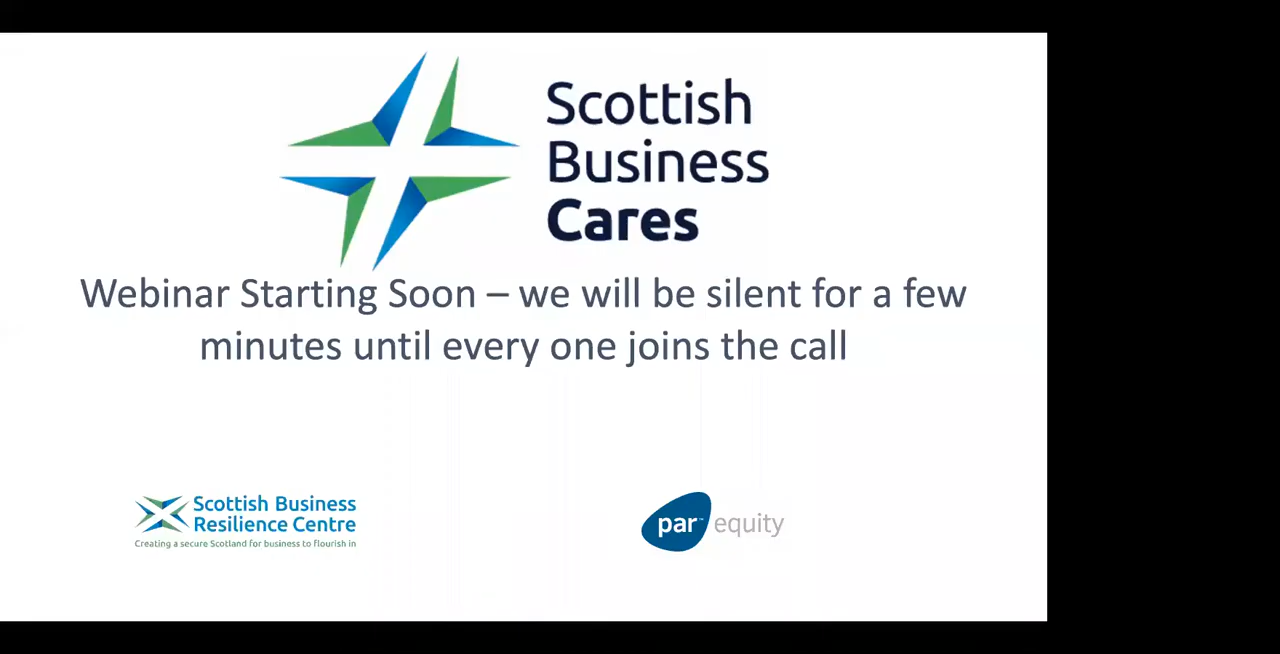 Scottish
Business
Cares
Webinar Starting Soon – we will be silent for a few
minutes until every one joins the call
Scottish Business
Resilience Centre
Creating a secure Scotland for business to flourish in
par™ equity